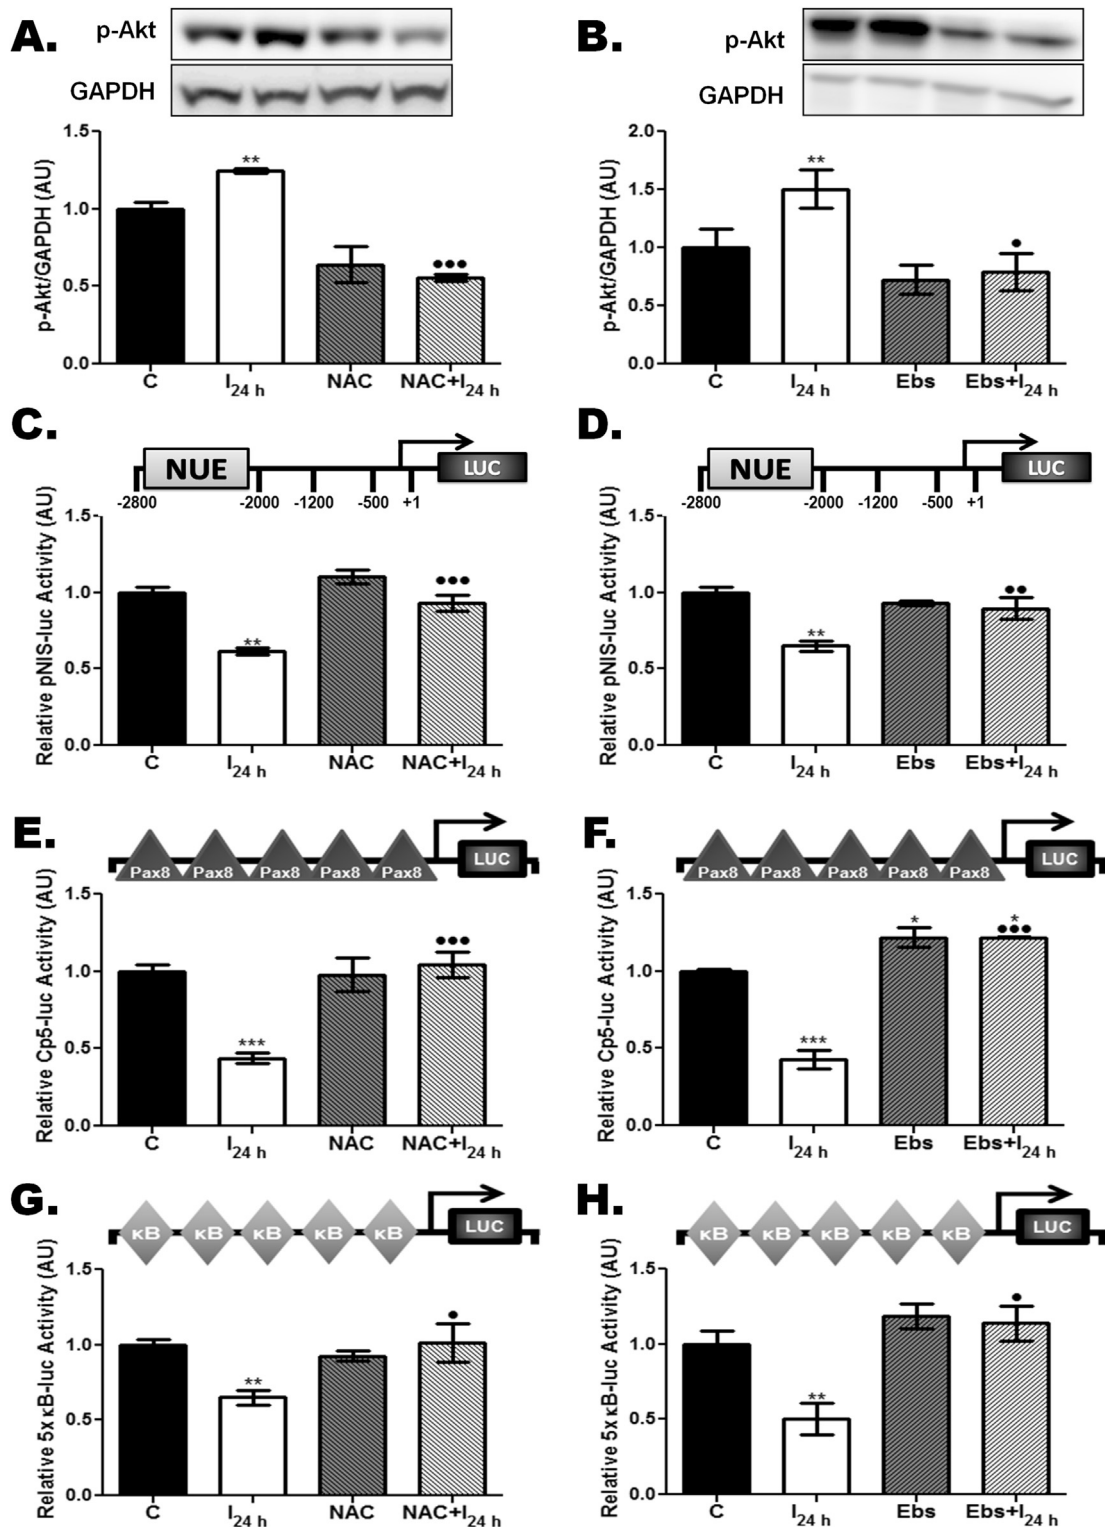 A.
p-Akt
GAPDH
p-Akt/GAPDH (AU)
1.5
1.0
0.5
0.0
**
•••
C I24 h NAC NAC+I24 h
B.
p-Akt
GAPDH
p-Akt/GAPDH (AU)
2.0
1.5
1.0
0.5
0.0
**
•
C I24 h Ebs Ebs+I24 h
C.
NUE
LUC
-2800 -2000 -1200 -500 +1
Relative pNIS-luc Activity (AU)
1.5
1.0
0.5
0.0
**
•••
C I24 h NAC NAC+I24 h
D.
NUE
LUC
-2800 -2000 -1200 -500 +1
Relative pNIS-luc Activity (AU)
1.5
1.0
0.5
0.0
**
••
C I24 h Ebs Ebs+I24 h
E.
Pax8 Pax8 Pax8 Pax8 Pax8 LUC
Relative Cp5-luc Activity (AU)
1.5
1.0
0.5
0.0
***
•••
C I24 h NAC NAC+I24 h
F.
Pax8 Pax8 Pax8 Pax8 Pax8 LUC
Relative Cp5-luc Activity (AU)
1.5
1.0
0.5
0.0
***
*
*
•••
C I24 h Ebs Ebs+I24 h
G.
κB κB κB κB κB LUC
Relative 5xκB-luc Activity (AU)
1.5
1.0
0.5
0.0
**
•
C I24 h NAC NAC+I24 h
H.
κB κB κB κB κB LUC
Relative 5xκB-luc Activity (AU)
1.5
1.0
0.5
0.0
**
•
C I24 h Ebs Ebs+I24 h